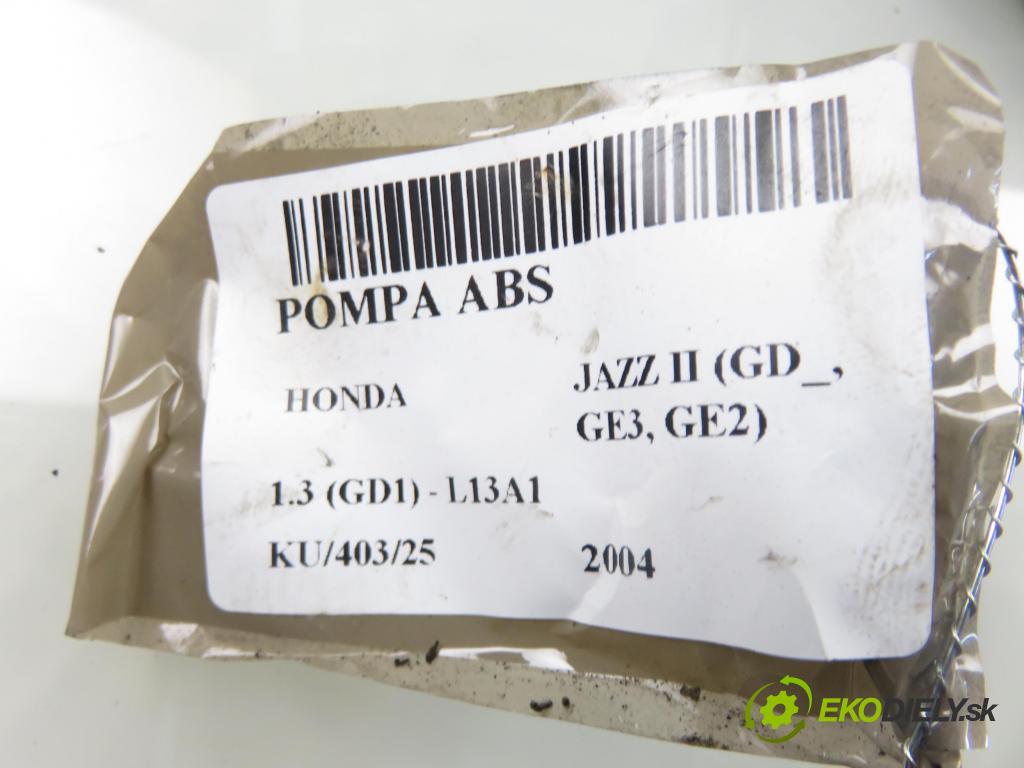 POMPA ABS
HONDA
JAZZ II (GD_,
GE3, GE2)
1.3 (GD1) - L13A1
KU/403/25
2004
EKODIELY.sk